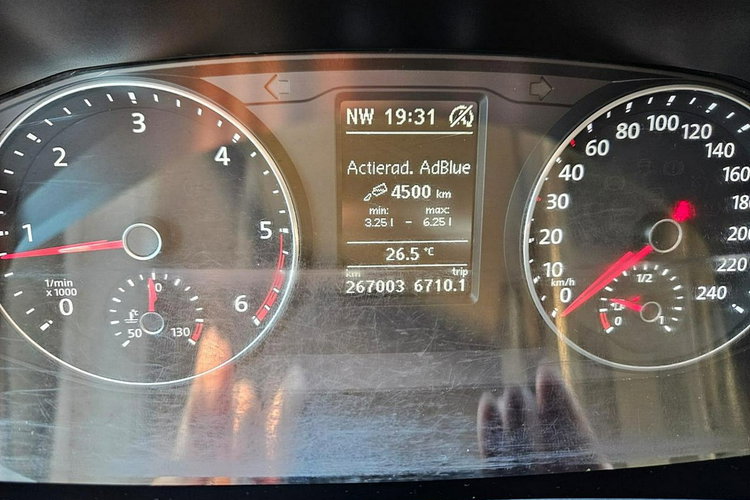 1
2
3
4
5
6
0
1/min
x 1000
50
130
NW 19:31
Actierad. AdBlue
4500 km
min: max:
3.25 l – 6.25 l
26.5 °C
km trip
267003 6710.1
0
10
20
30
40
60
80
100
120
140
160
180
200
220
240
km/h
1/2
0
1